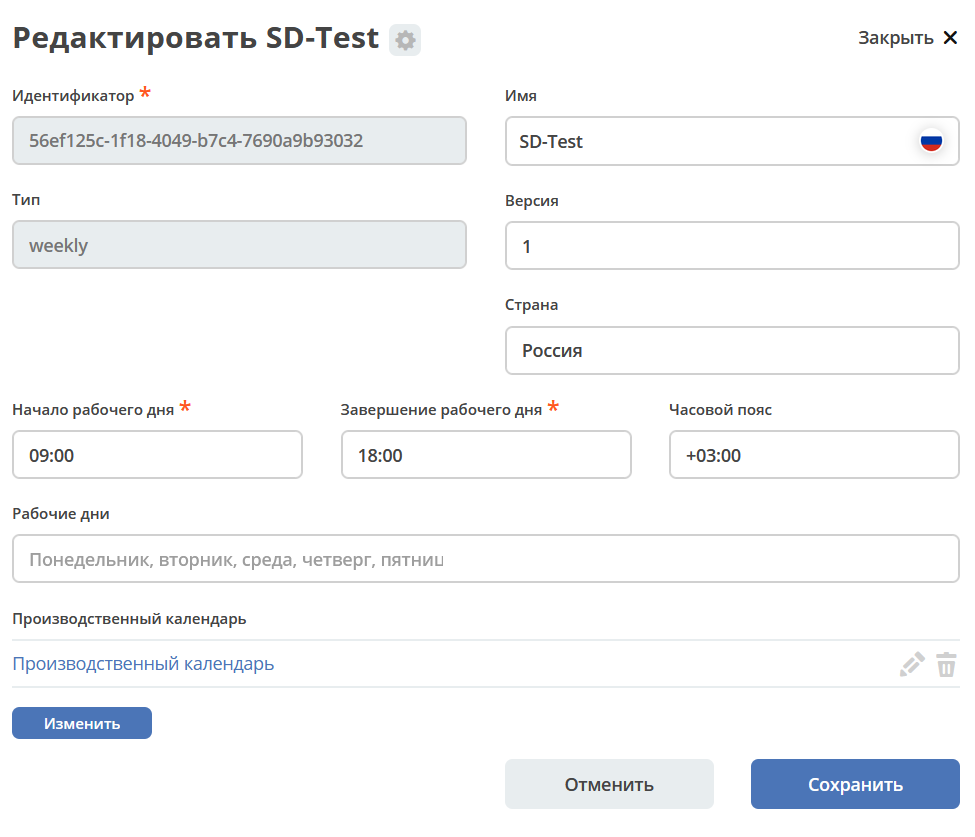 Редактировать SD-Test
Закрыть
Идентификатор *
Имя
56ef125c-1f18-4049-b7c4-7690a9b93032
SD-Test
Тип
Версия
weekly
1
Страна
Россия
Начало рабочего дня *
Завершение рабочего дня *
Часовой пояс
09:00
18:00
+03:00
Рабочие дни
Понедельник, вторник, среда, четверг, пятниц
Производственный календарь
Производственный календарь
Изменить
Отменить
Сохранить